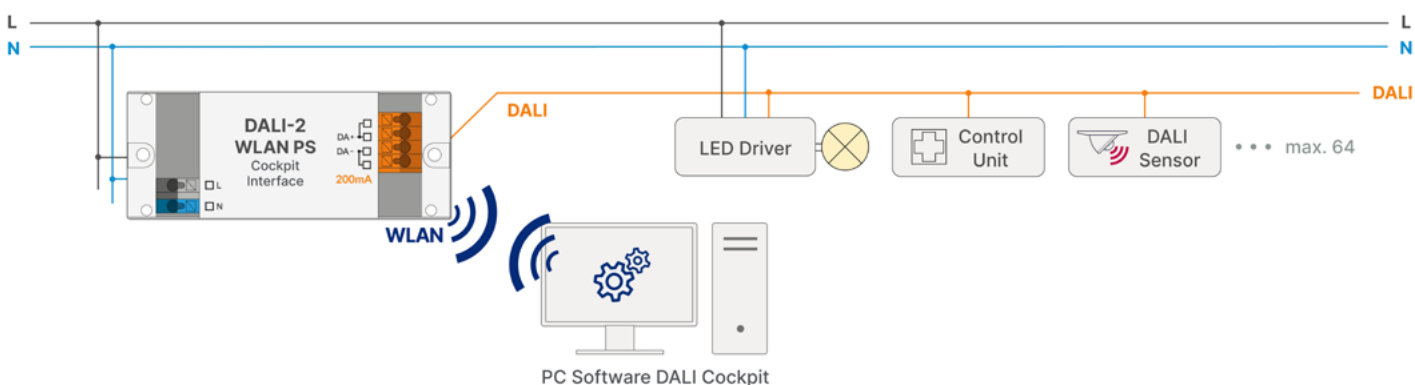 L
L
N
N
DALI
DALI
DALI-2
WLAN PS
Cockpit
Interface
DA+
DA-
200mA
L
N
LED Driver
Control
Unit
DALI
Sensor
• • • max. 64
WLAN
PC Software DALI Cockpit